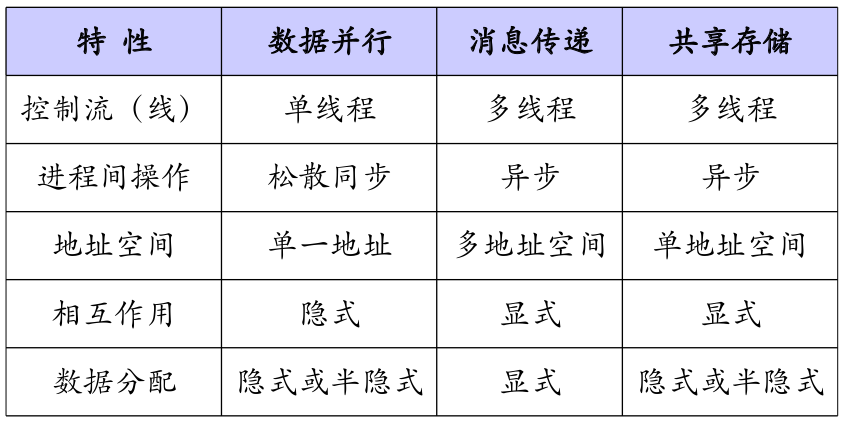 特 性 数据并行 消息传递 共享存储
控制流（线） 单线程 多线程 多线程
进程间操作 松散同步 异步 异步
地址空间 单一地址 多地址空间 单地址空间
相互作用 隐式 显式 显式
数据分配 隐式或半隐式 显式 隐式或半隐式